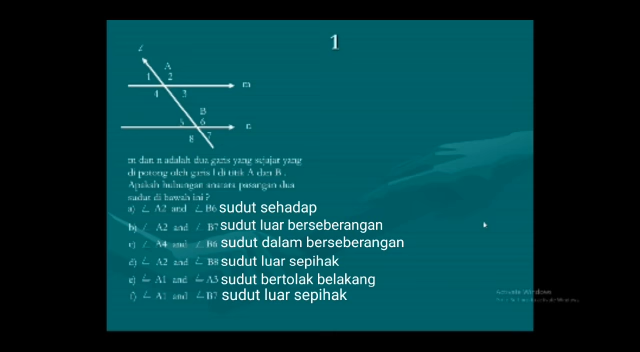 1
l
A
1 2
m
4 3
B
5 6
n
8 7
m dan n adalah dua garis yang sejajar yang
di potong oleh garis l di titik A dan B .
Apakah hubungan antara pasangan dua
sudut di bawah ini ?
a) ∠ A2 and ∠ B6 sudut sehadap
b) ∠ A2 and ∠ B7 sudut luar berseberangan
c) ∠ A4 and ∠ B6 sudut dalam berseberangan
d) ∠ A2 and ∠ B8 sudut luar sepihak
e) ∠ A1 and ∠ A3 sudut bertolak belakang
f) ∠ A1 and ∠ B7 sudut luar sepihak
Activate Windows